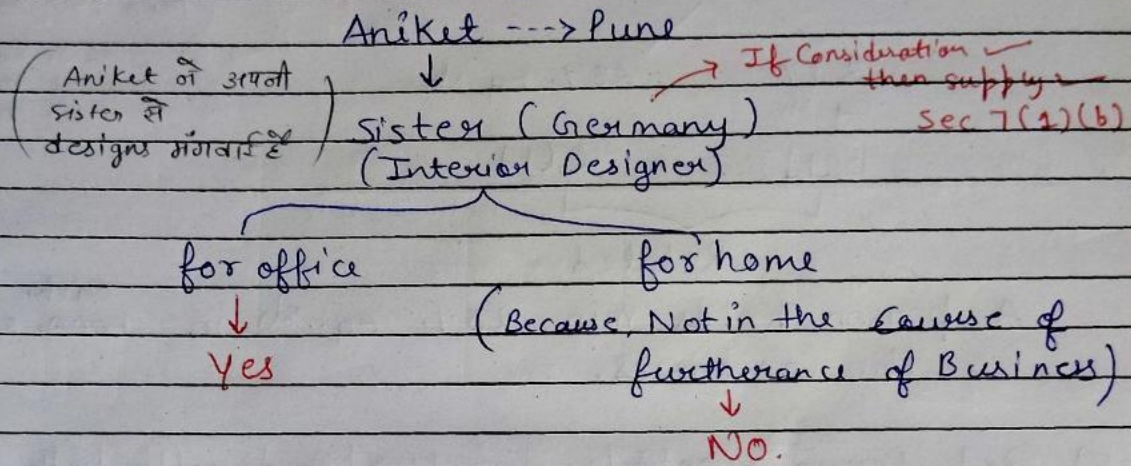 Aniket ---> Pune
If Consideration ✓
then supply
Sec 7(1)(b)
(Aniket ने अपनी
sister से
designs मंगवाई हैं)
Sister (Germany)
(Interior Designer)
for office
for home
(Because, Not in the Course of
furtherance of Business)
Yes
No.